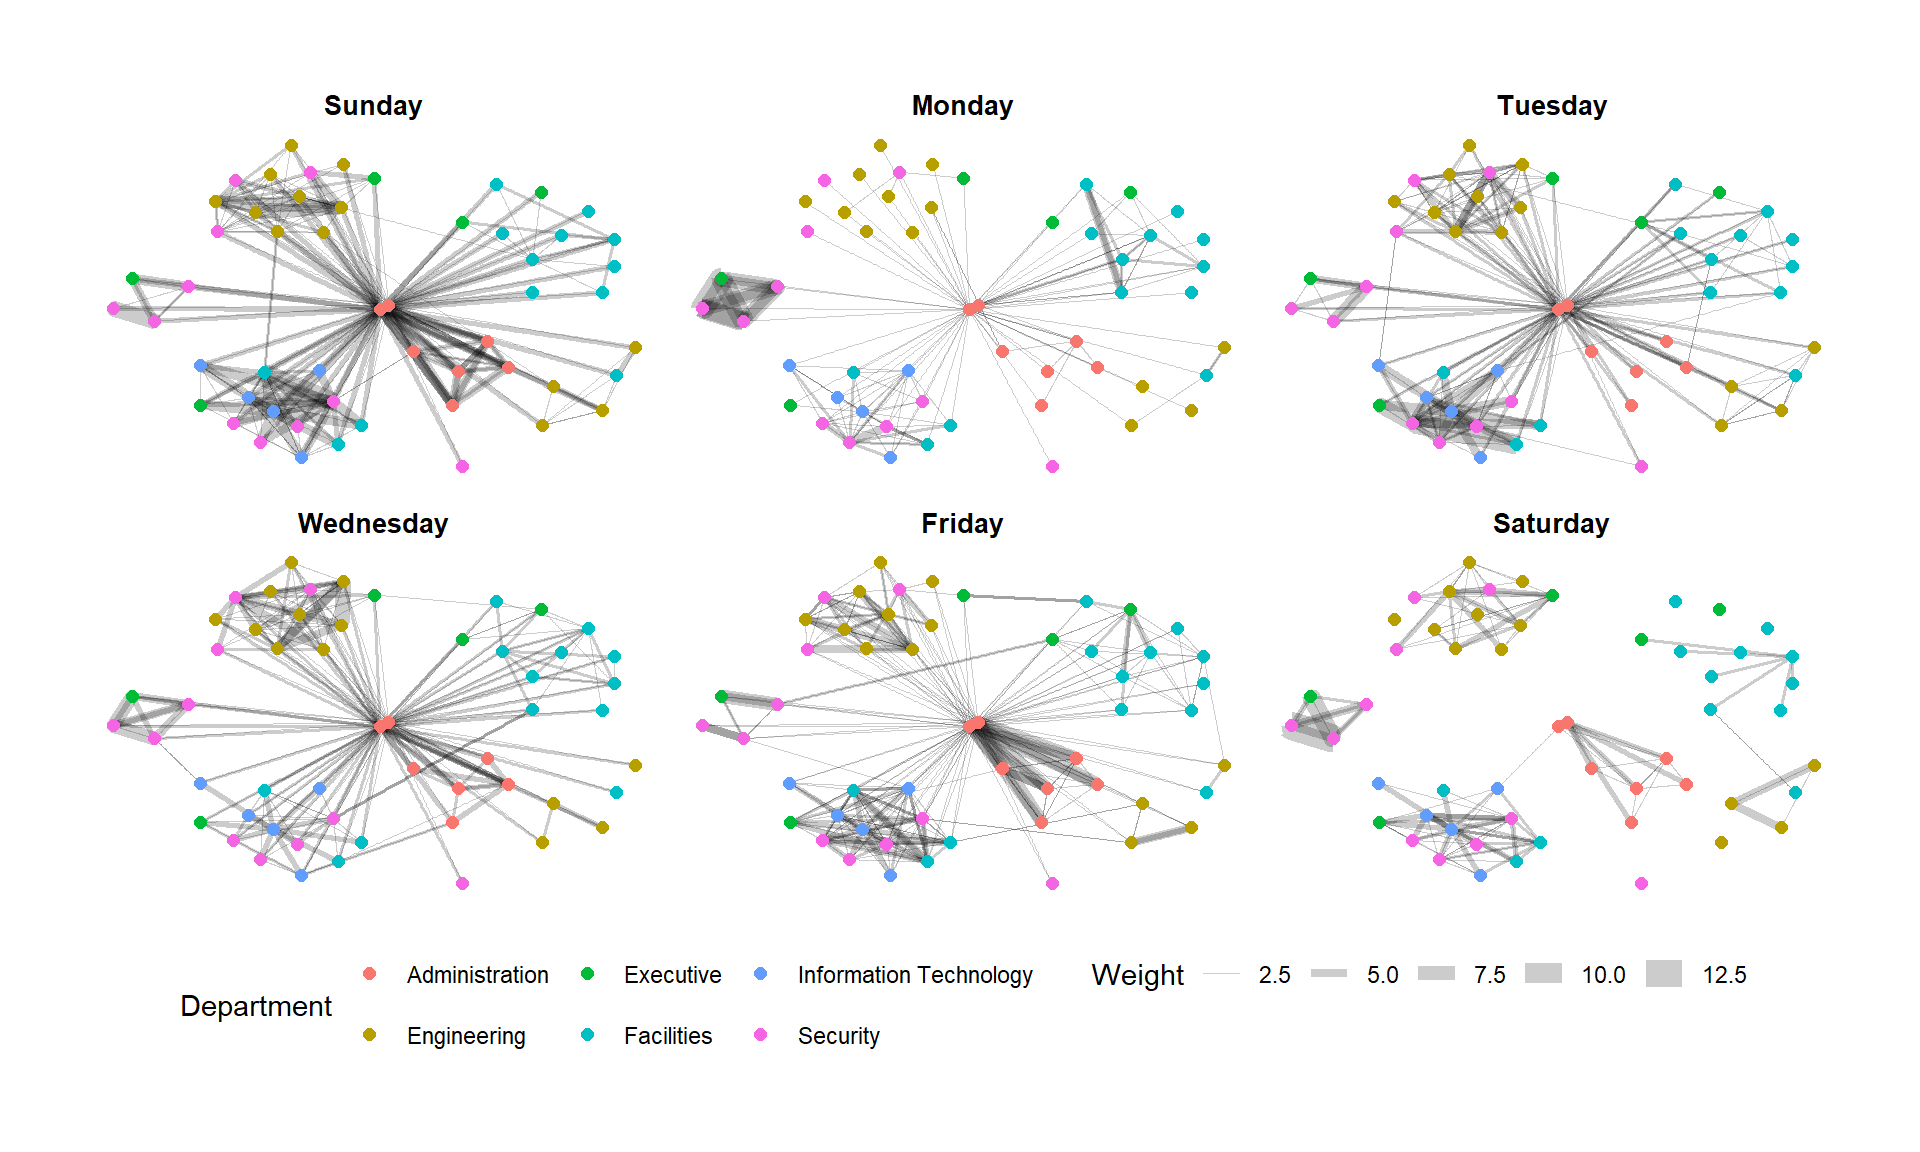 Sunday
Monday
Tuesday
Wednesday
Friday
Saturday
Department
Administration
Executive
Information Technology
Engineering
Facilities
Security
Weight
2.5
5.0
7.5
10.0
12.5